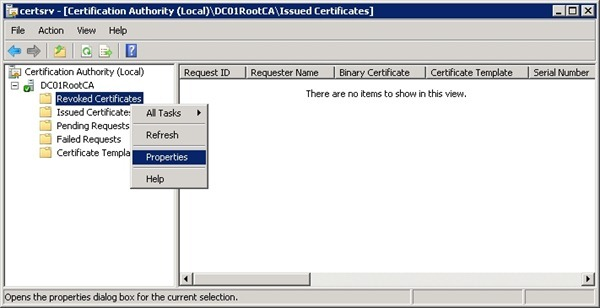 certsrv - [Certification Authority (Local)\DC01RootCA\Issued Certificates]
File Action View Help
Certification Authority (Local)
DC01RootCA
Revoked Certificates
Issued Certificates
Pending Requests
Failed Requests
Certificate Templa
All Tasks
Refresh
Properties
Help
Request ID Requester Name Binary Certificate Certificate Template Serial Number
There are no items to show in this view.
Opens the properties dialog box for the current selection.